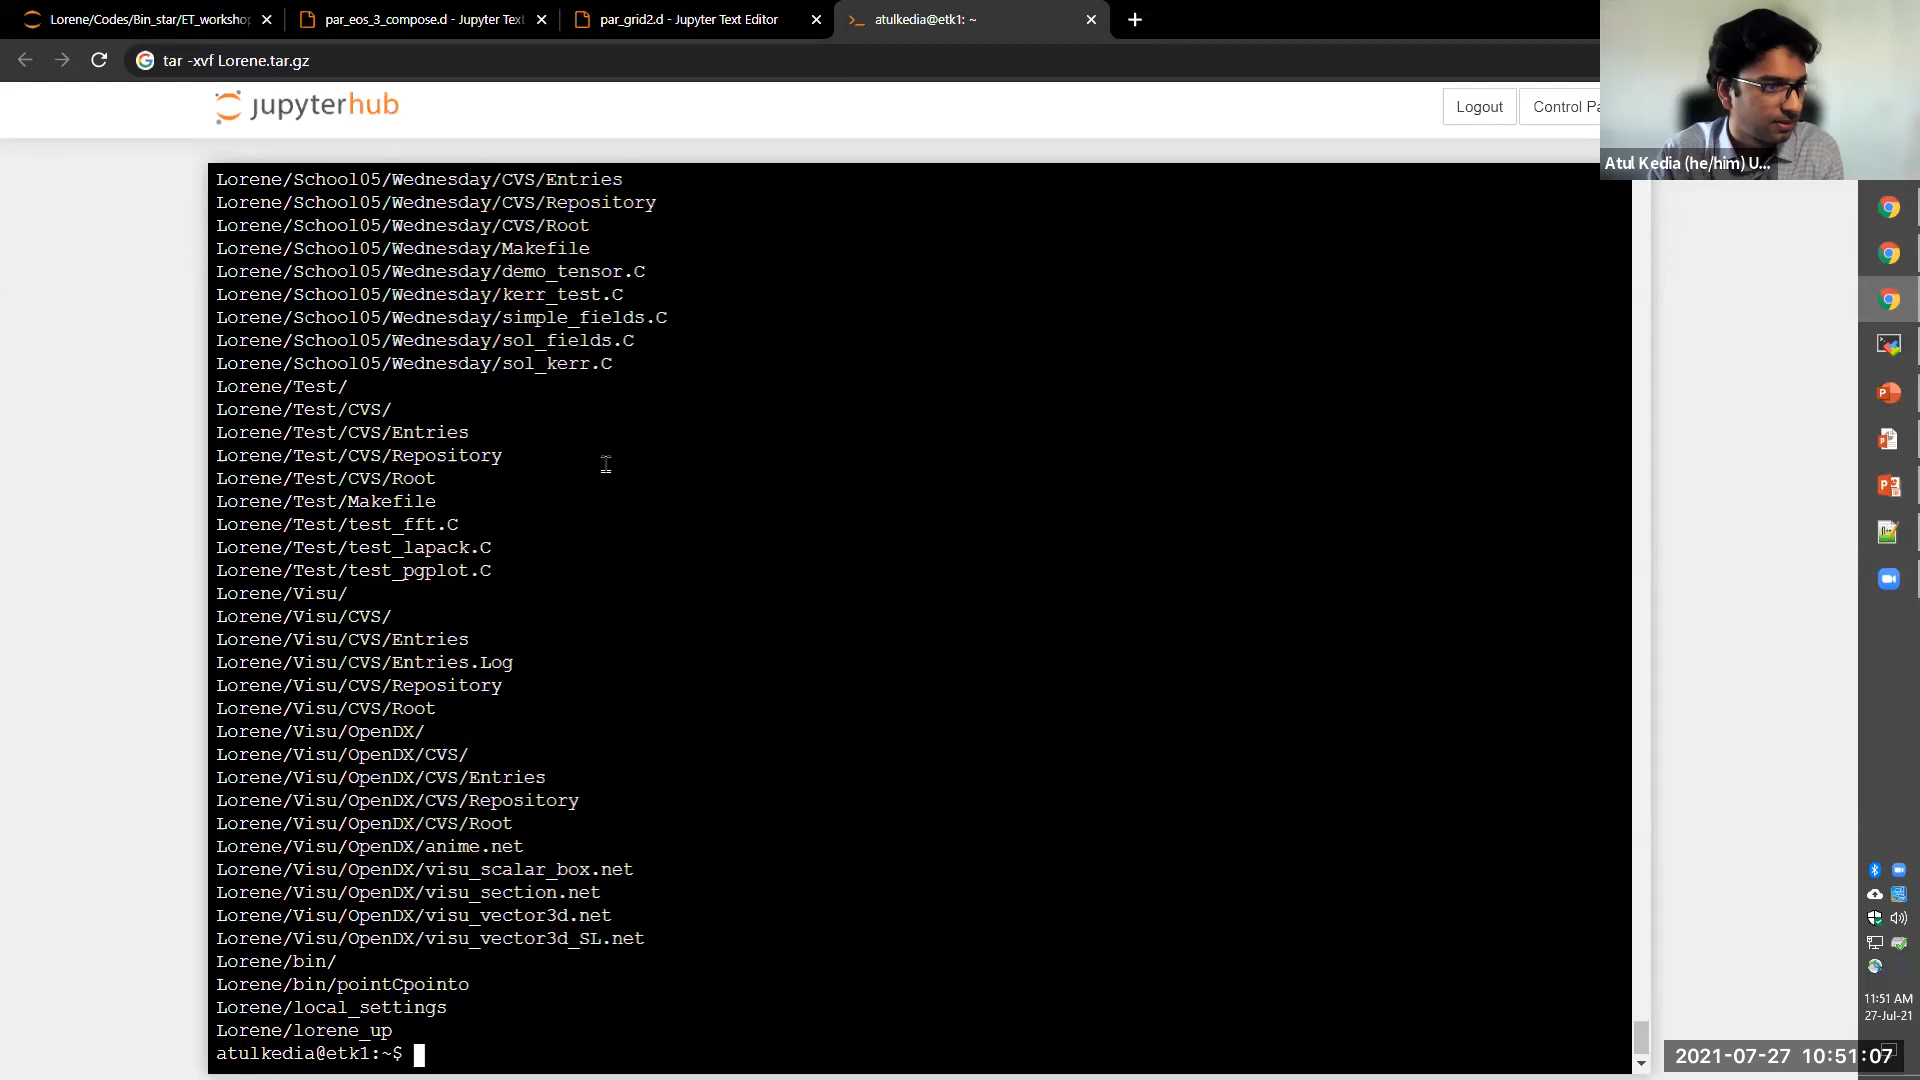 Lorene/Codes/Bin_star/ET_workshop
par_eos_3_compose.d - Jupyter Text
par_grid2.d - Jupyter Text Editor
atulkedia@etk1: ~
tar -xvf Lorene.tar.gz
jupyterhub
Logout
Control Pa
Atul Kedia (he/him) U...
Lorene/School05/Wednesday/CVS/Entries
Lorene/School05/Wednesday/CVS/Repository
Lorene/School05/Wednesday/CVS/Root
Lorene/School05/Wednesday/Makefile
Lorene/School05/Wednesday/demo_tensor.C
Lorene/School05/Wednesday/kerr_test.C
Lorene/School05/Wednesday/simple_fields.C
Lorene/School05/Wednesday/sol_fields.C
Lorene/School05/Wednesday/sol_kerr.C
Lorene/Test/
Lorene/Test/CVS/
Lorene/Test/CVS/Entries
Lorene/Test/CVS/Repository
Lorene/Test/CVS/Root
Lorene/Test/Makefile
Lorene/Test/test_fft.C
Lorene/Test/test_lapack.C
Lorene/Test/test_pgplot.C
Lorene/Visu/
Lorene/Visu/CVS/
Lorene/Visu/CVS/Entries
Lorene/Visu/CVS/Entries.Log
Lorene/Visu/CVS/Repository
Lorene/Visu/CVS/Root
Lorene/Visu/OpenDX/
Lorene/Visu/OpenDX/CVS/
Lorene/Visu/OpenDX/CVS/Entries
Lorene/Visu/OpenDX/CVS/Repository
Lorene/Visu/OpenDX/CVS/Root
Lorene/Visu/OpenDX/anime.net
Lorene/Visu/OpenDX/visu_scalar_box.net
Lorene/Visu/OpenDX/visu_section.net
Lorene/Visu/OpenDX/visu_vector3d.net
Lorene/Visu/OpenDX/visu_vector3d_SL.net
Lorene/bin/
Lorene/bin/pointCpointo
Lorene/local_settings
Lorene/lorene_up
atulkedia@etk1:~$
11:51 AM
27-Jul-21
2021-07-27 10:51:07